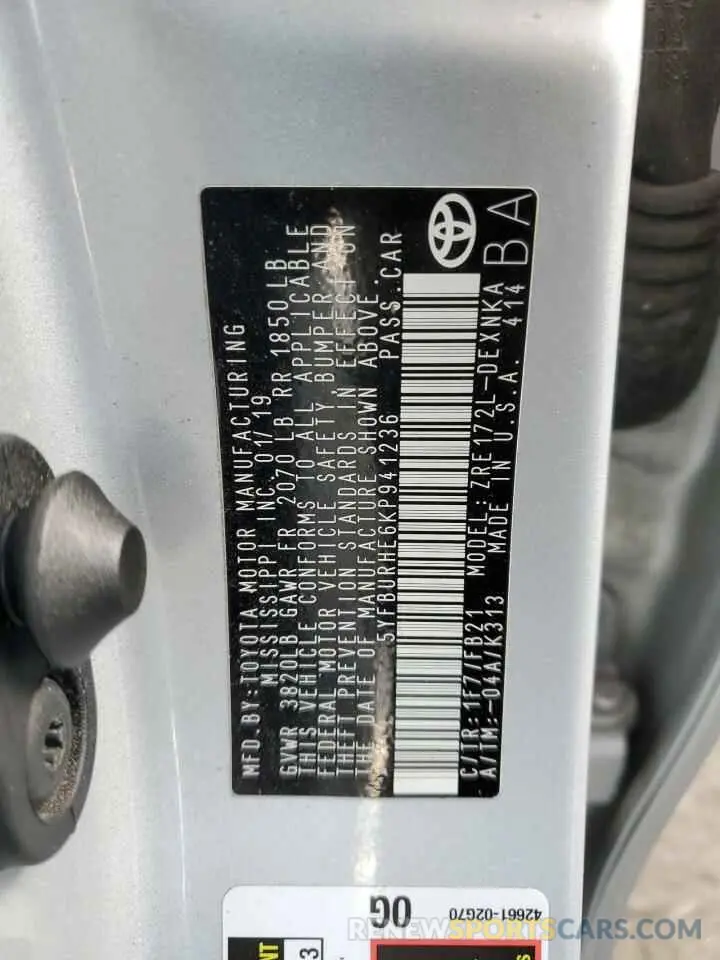 MFD.BY:TOYOTA MOTOR MANUFACTURING
MISSISSIPPI INC. 01/19
GVWR 3820LB GAWR FR 2070 LB RR 1850 LB
THIS VEHICLE CONFORMS TO ALL APPLICABLE
FEDERAL MOTOR VEHICLE SAFETY, BUMPER AND
THEFT PREVENTION STANDARDS IN EFFECT ON
THE DATE OF MANUFACTURE SHOWN ABOVE.
5YFBURHE6KP941236 PASS.CAR
C/TR:1F7/FB21 MODEL:ZRE172L-DEXNKA
A/TM:-04A/K313 MADE IN U.S.A. 414
BA
42661-02G70
0G
3
RENEWSPORTSCARS.COM